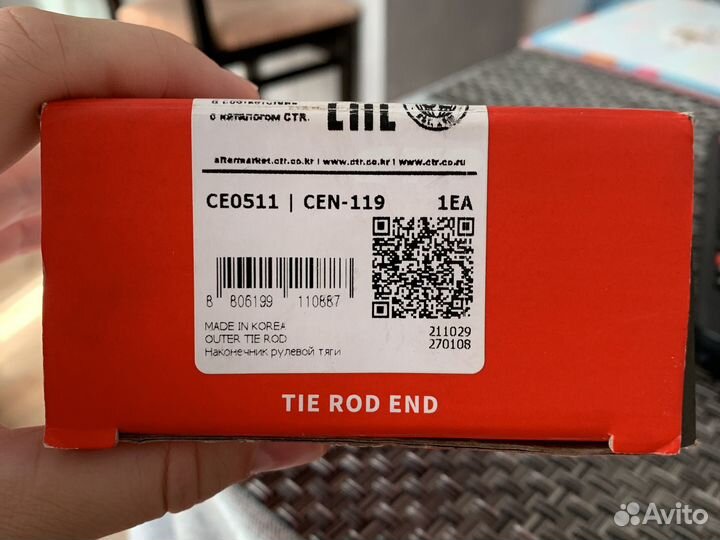 с каталогом CTR.
EAC
aftermarket.ctr.co.kr | www.ctr.co.kr | www.ctr.co.ru
CE0511 | CEN-119 1EA
8 806199 110887
MADE IN KOREA
OUTER TIE ROD
Наконечник рулевой тяги
211029
270108
TIE ROD END
Avito